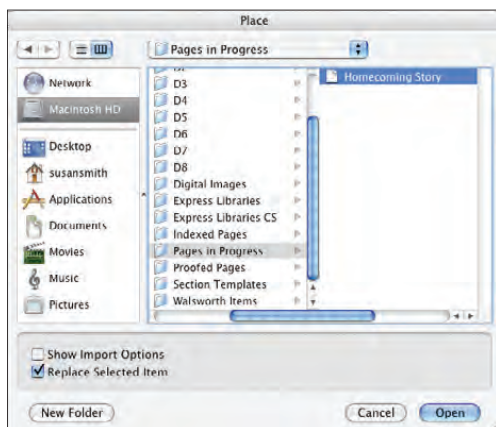 Place
Pages in Progress
Network
Macintosh HD
Desktop
susansmith
Applications
Documents
Movies
Music
Pictures
D3
D4
D5
D6
D7
D8
Digital Images
Express Libraries
Express Libraries CS
Indexed Pages
Pages in Progress
Proofed Pages
Section Templates
Walsworth Items
Homecoming Story
Show Import Options
Replace Selected Item
New Folder
Cancel
Open